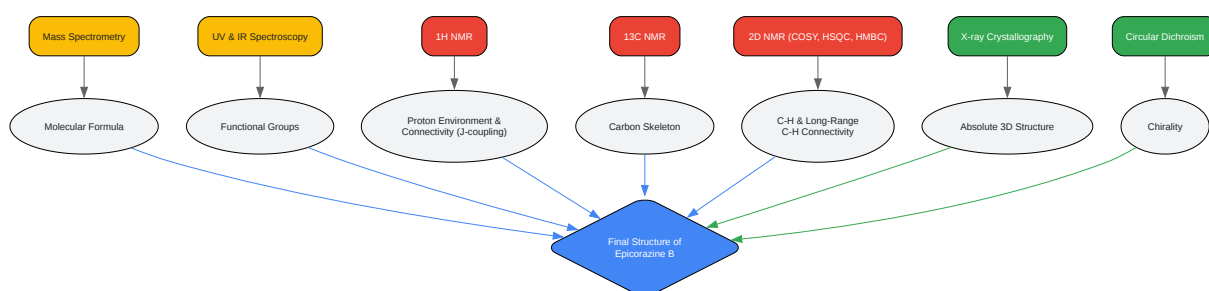 Mass Spectrometry
UV & IR Spectroscopy
1H NMR
13C NMR
2D NMR (COSY, HSQC, HMBC)
X-ray Crystallography
Circular Dichroism
Molecular Formula
Functional Groups
Proton Environment &
Connectivity (J-coupling)
Carbon Skeleton
C-H & Long-Range
C-H Connectivity
Absolute 3D Structure
Chirality
Final Structure of
Epicorazine B